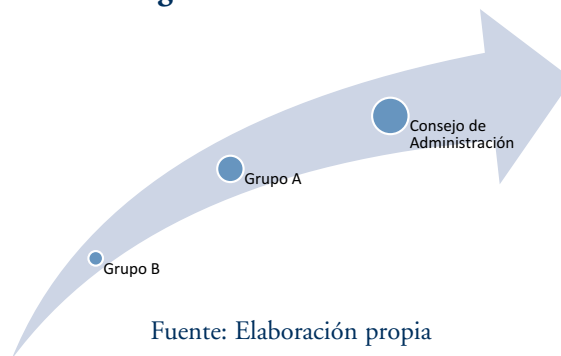 Consejo de
Administración
Grupo A
Grupo B
Fuente: Elaboración propia